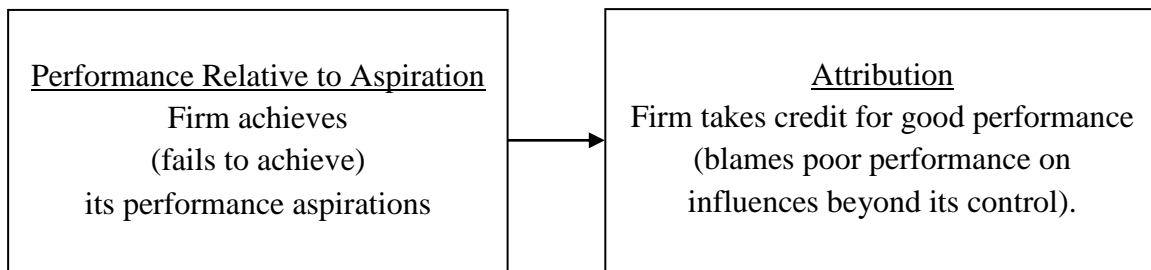 Performance Relative to Aspiration
Firm achieves
(fails to achieve)
its performance aspirations
Attribution
Firm takes credit for good performance
(blames poor performance on
influences beyond its control).